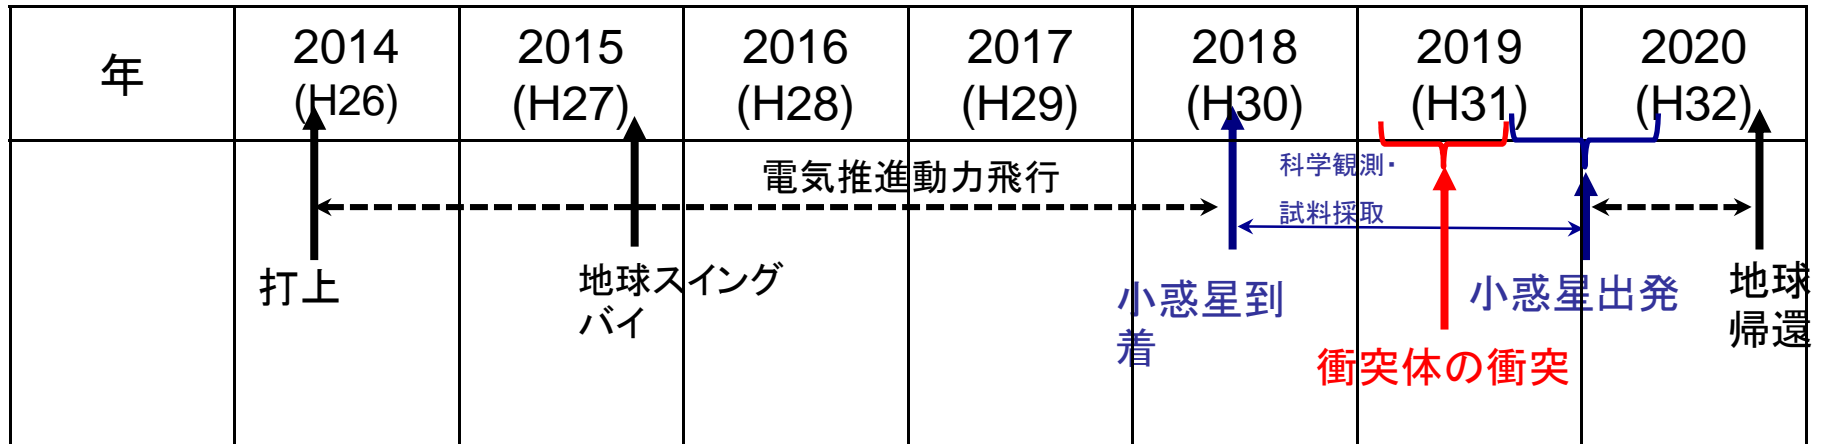 年
2014
(H26)
2015
(H27)
2016
(H28)
2017
(H29)
2018
(H30)
2019
(H31)
2020
(H32)
電気推進動力飛行
科学観測・
試料採取
打上
地球スイング
バイ
小惑星到
着
衝突体の衝突
小惑星出発
地球
帰還